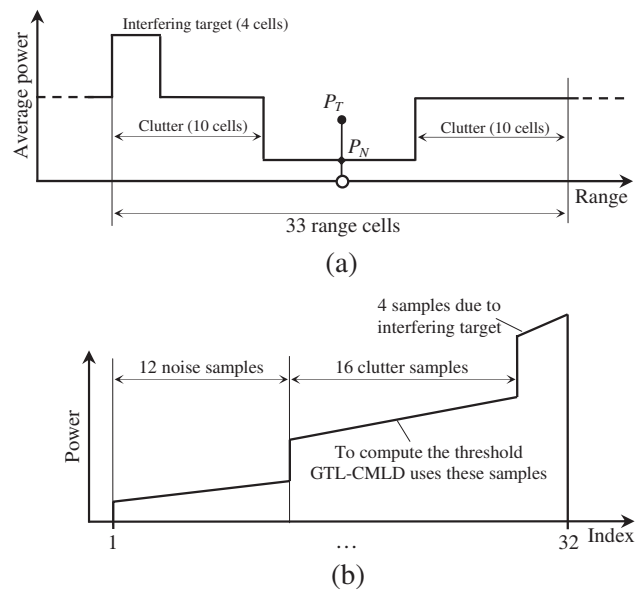 Interfering target (4 cells)
Average power
P_T
Clutter (10 cells)
P_N
Clutter (10 cells)
Range
33 range cells
(a)
4 samples due to
interfering target
12 noise samples
16 clutter samples
Power
To compute the threshold
GTL-CMLD uses these samples
1
...
32
Index
(b)